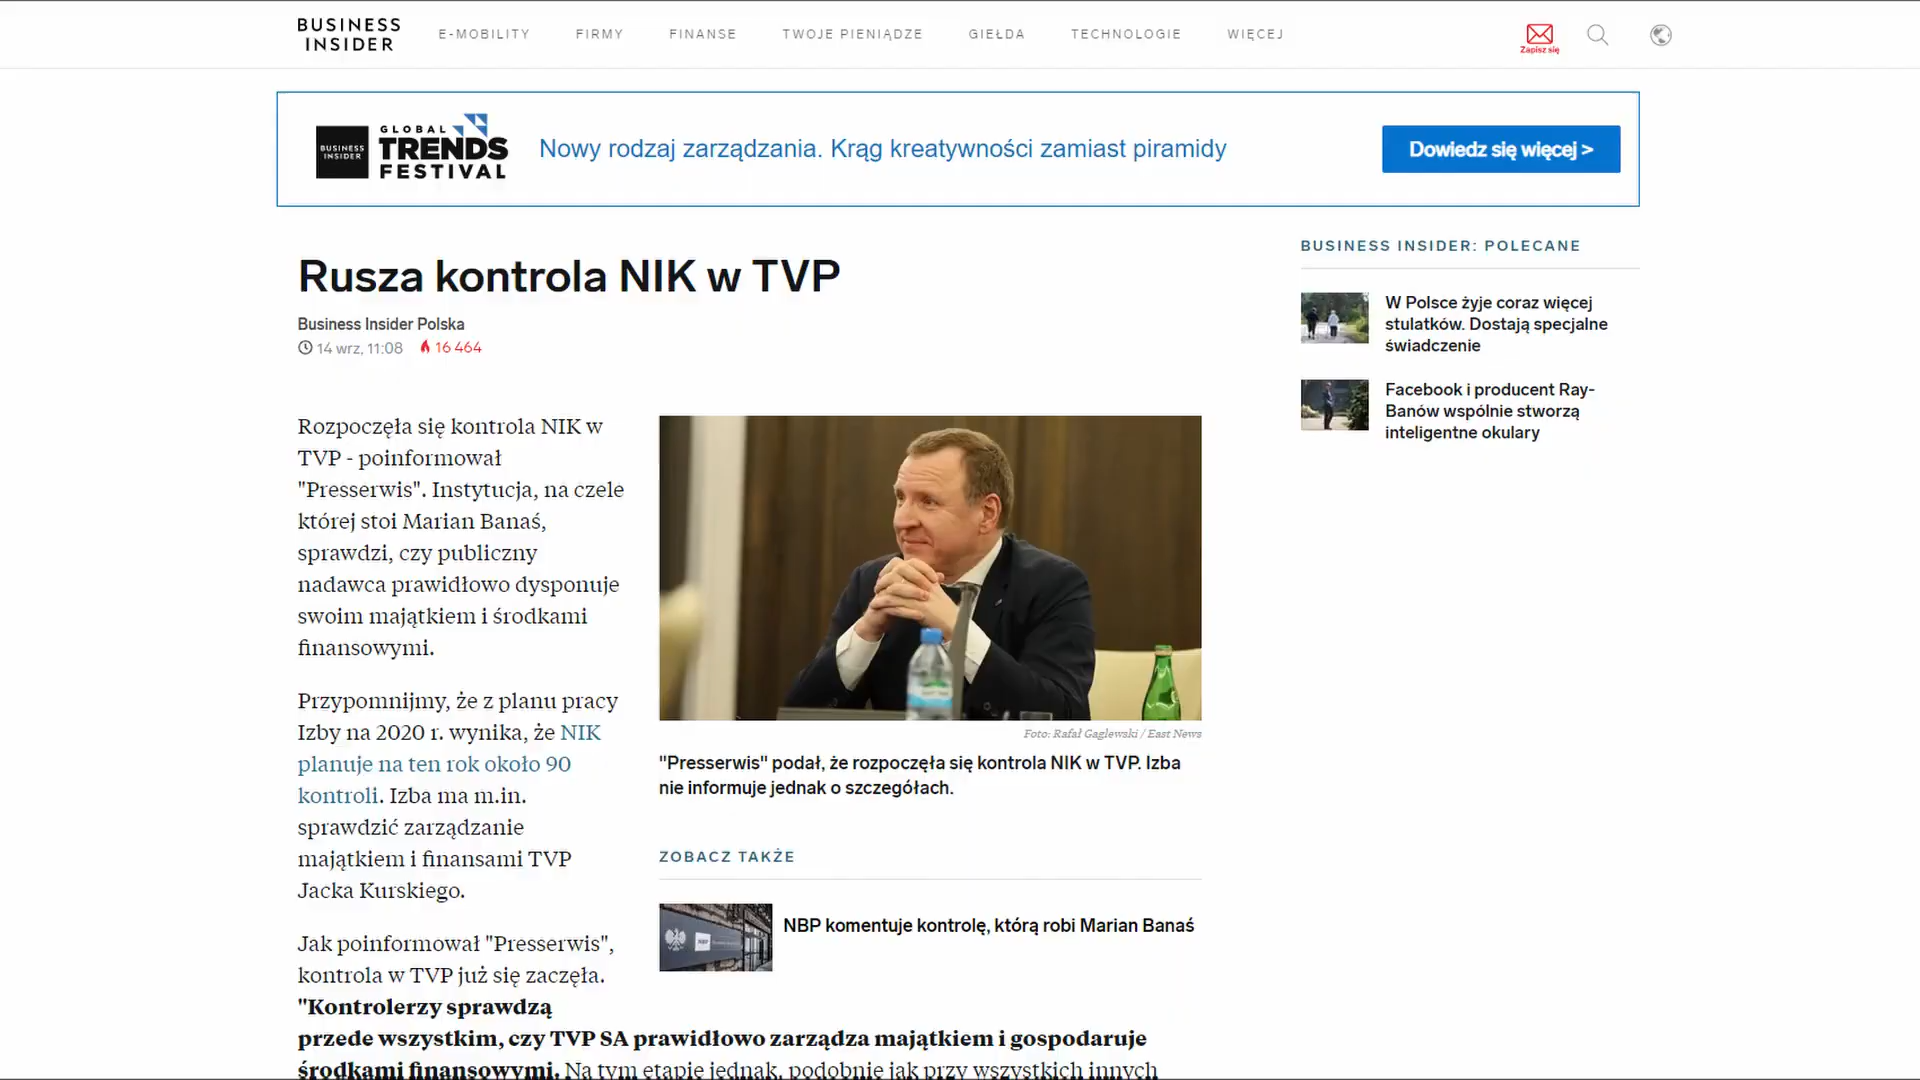 BUSINESS
INSIDER
E-MOBILITY
FIRMY
FINANSE
TWOJE PIENIĄDZE
GIEŁDA
TECHNOLOGIE
WIĘCEJ
Zapisz się
BUSINESS
INSIDER
GLOBAL
TRENDS
FESTIVAL
Nowy rodzaj zarządzania. Krąg kreatywności zamiast piramidy
Dowiedz się więcej >
Rusza kontrola NIK w TVP
Business Insider Polska
14 wrz, 11:08
16 464
Rozpoczęła się kontrola NIK w
TVP - poinformował
"Presserwis". Instytucja, na czele
której stoi Marian Banaś,
sprawdzi, czy publiczny
nadawca prawidłowo dysponuje
swoim majątkiem i środkami
finansowymi.
Przypomnijmy, że z planu pracy
Izby na 2020 r. wynika, że NIK
planuje na ten rok około 90
kontroli. Izba ma m.in.
sprawdzić zarządzanie
majątkiem i finansami TVP
Jacka Kurskiego.
Jak poinformował "Presserwis",
kontrola w TVP już się zaczęła.
"Kontrolerzy sprawdzą
przede wszystkim, czy TVP SA prawidłowo zarządza majątkiem i gospodaruje
środkami finansowymi. Na tym etapie jednak, podobnie jak przy wszystkich innych
Foto: Rafał Gaglewski / East News
"Presserwis" podał, że rozpoczęła się kontrola NIK w TVP. Izba
nie informuje jednak o szczegółach.
ZOBACZ TAKŻE
NBP komentuje kontrolę, którą robi Marian Banaś
BUSINESS INSIDER: POLECANE
W Polsce żyje coraz więcej
stulatków. Dostają specjalne
świadczenie
Facebook i producent Ray-
Banów wspólnie stworzą
inteligentne okulary